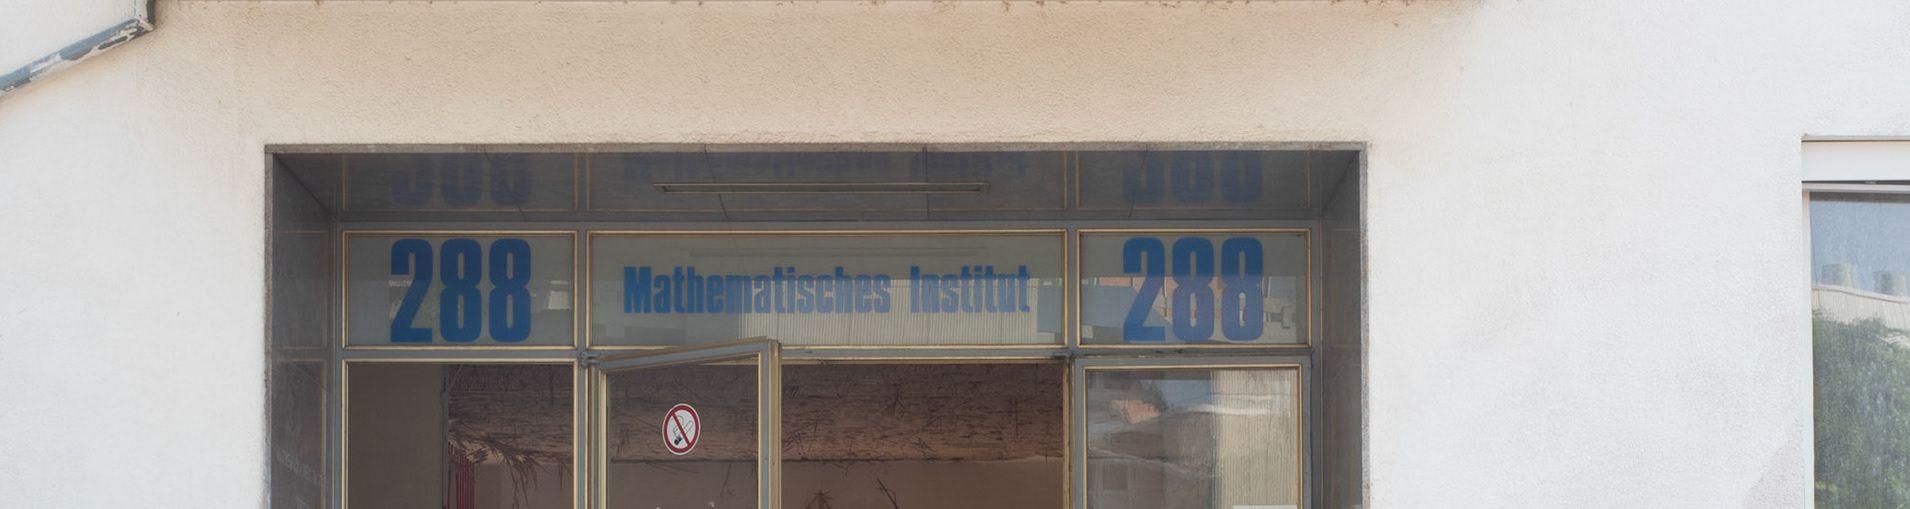 288 Mathematisches Institut 288